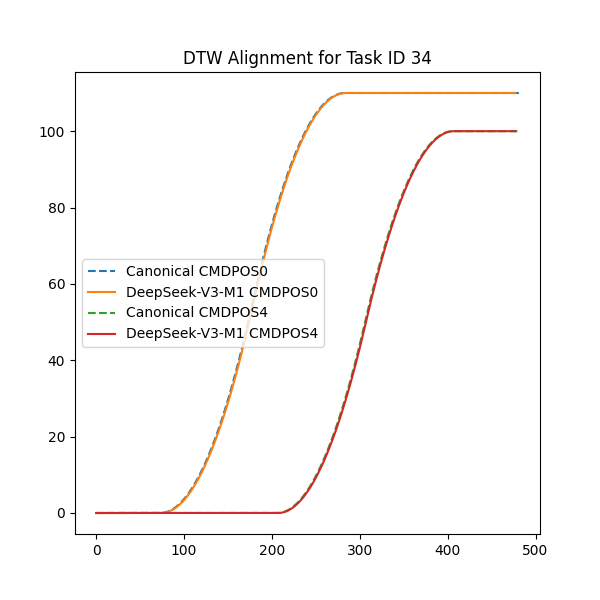 DTW Alignment for Task ID 34
100
80
60
40
20
0
Canonical CMDPOS0
DeepSeek-V3-M1 CMDPOS0
Canonical CMDPOS4
DeepSeek-V3-M1 CMDPOS4
0 100 200 300 400 500